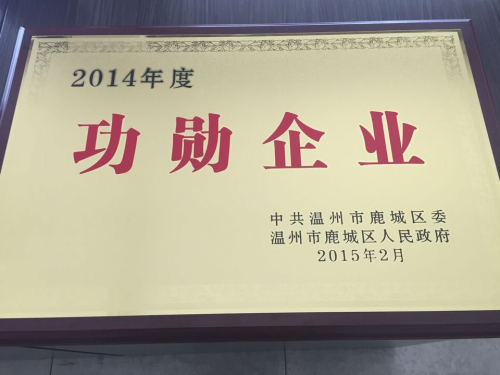 2014年度
功勋企业
中共温州市鹿城区委
温州市鹿城区人民政府
2015年2月